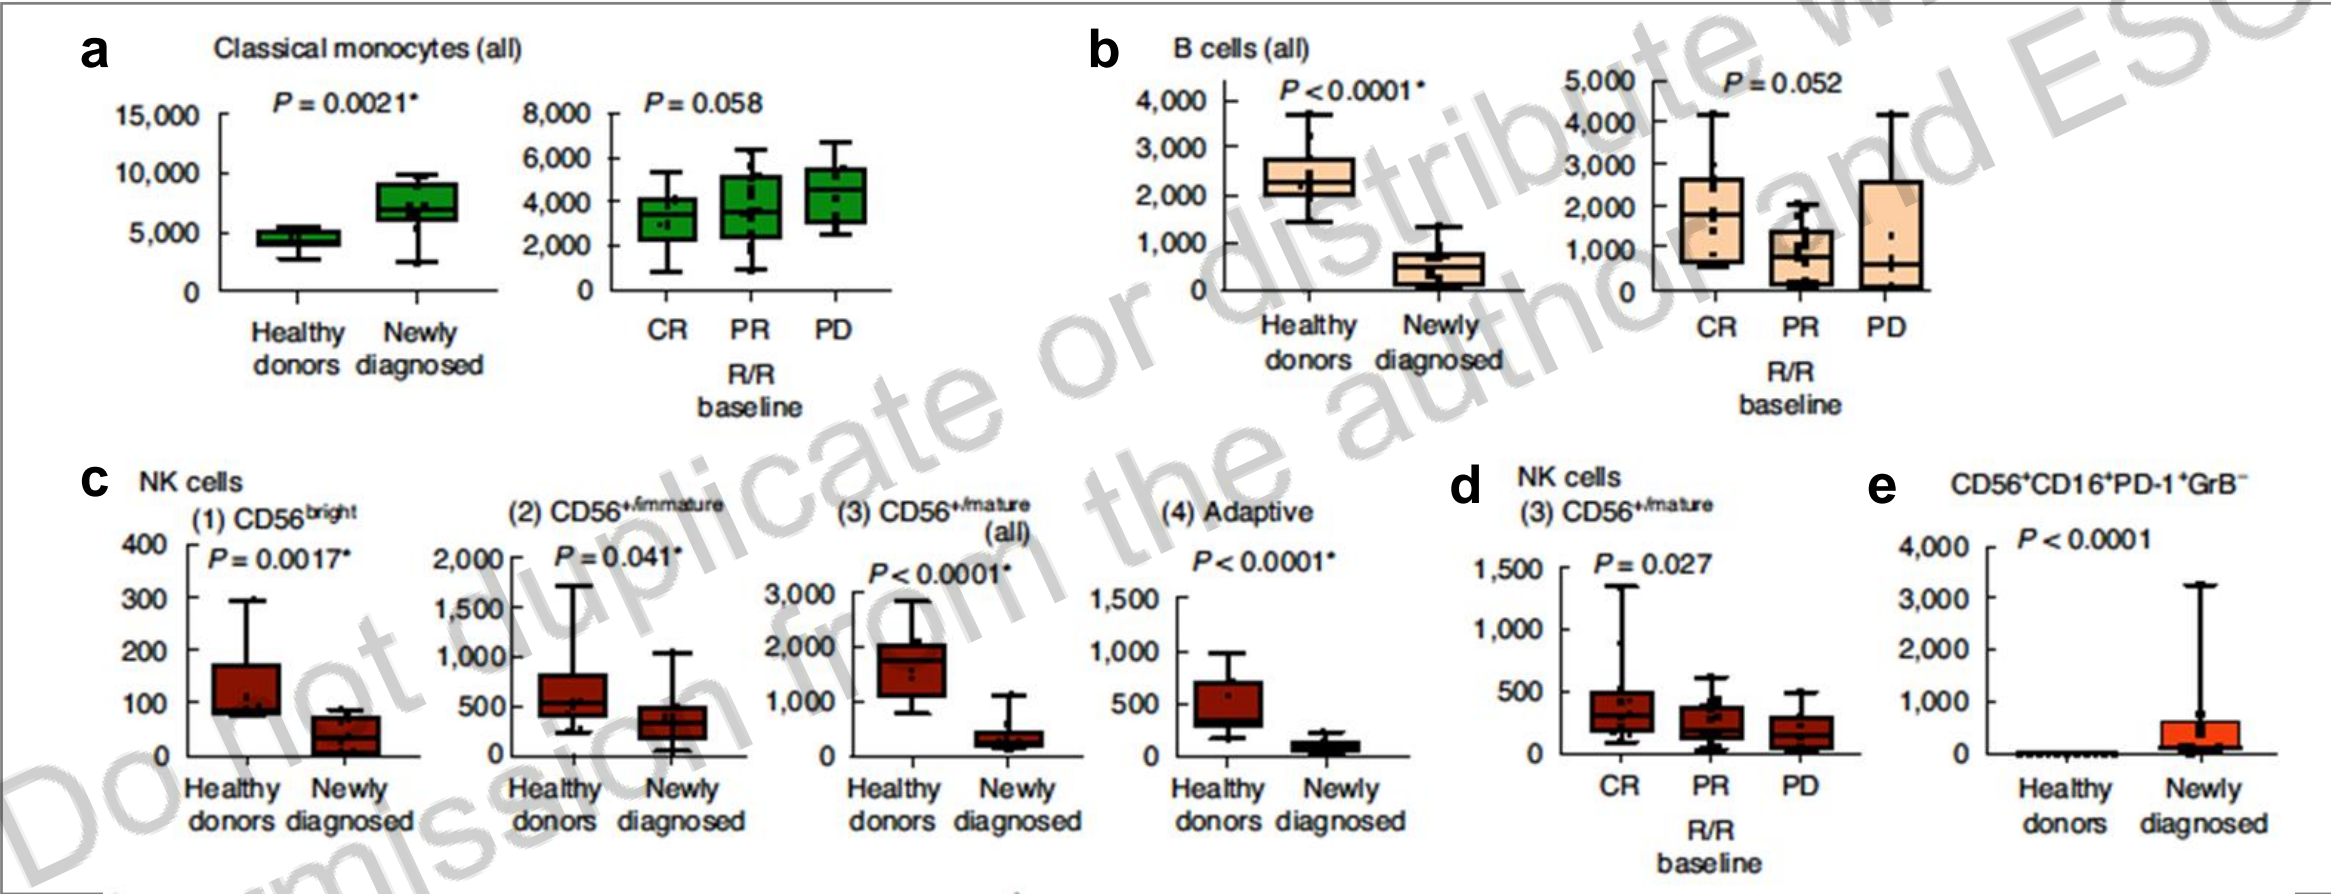 a
Classical monocytes (all)
P = 0.0021*
15,000
10,000
5,000
0
Healthy donors
Newly diagnosed
P = 0.058
8,000
6,000
4,000
2,000
0
CR PR PD
R/R
baseline
b
B cells (all)
P < 0.0001*
4,000
3,000
2,000
1,000
0
Healthy donors
Newly diagnosed
P = 0.052
5,000
4,000
3,000
2,000
1,000
0
CR PR PD
R/R
baseline
c
NK cells
(1) CD56bright
P = 0.0017*
400
300
200
100
0
Healthy donors
Newly diagnosed
(2) CD56+/immature
P = 0.041*
2,000
1,500
1,000
500
0
Healthy donors
Newly diagnosed
(3) CD56+/mature
(all)
P < 0.0001*
3,000
2,000
1,000
0
Healthy donors
Newly diagnosed
(4) Adaptive
P < 0.0001*
1,500
1,000
500
0
Healthy donors
Newly diagnosed
d
NK cells
(3) CD56+/mature
P = 0.027
1,500
1,000
500
0
CR PR PD
R/R
baseline
e
CD56+CD16+PD-1+GrB−
P < 0.0001
4,000
3,000
2,000
1,000
0
Healthy donors
Newly diagnosed
Do not duplicate or distribute
from the author and